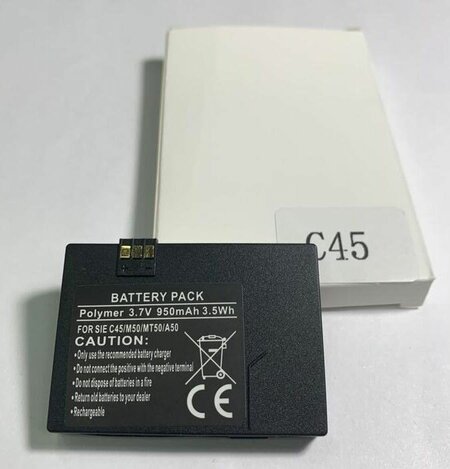 C45
BATTERY PACK
Polymer 3.7V 950mAh 3.5Wh
FOR SIE C45/M50/MT50/A50
CAUTION:
•Only use the recommended battery charger
•Do not connect the positive with the negative terminal
•Do not dispose of batteries in a fire
•Return used batteries to your dealer
•Rechargeable
CE